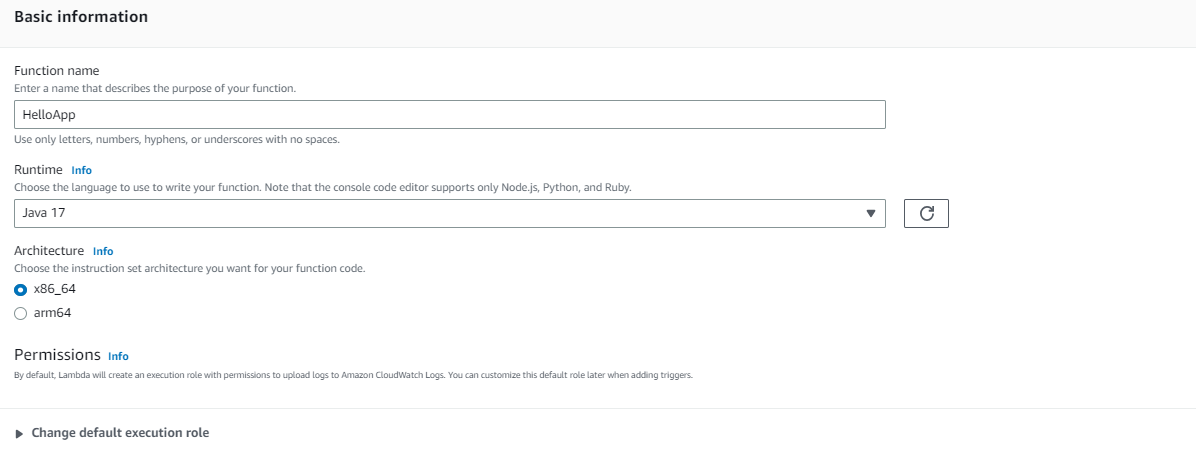 Basic information
Function name
Enter a name that describes the purpose of your function.
HelloApp
Use only letters, numbers, hyphens, or underscores with no spaces.
Runtime Info
Choose the language to use to write your function. Note that the console code editor supports only Node.js, Python, and Ruby.
Java 17
Architecture Info
Choose the instruction set architecture you want for your function code.
x86_64
arm64
Permissions Info
By default, Lambda will create an execution role with permissions to upload logs to Amazon CloudWatch Logs. You can customize this default role later when adding triggers.
Change default execution role